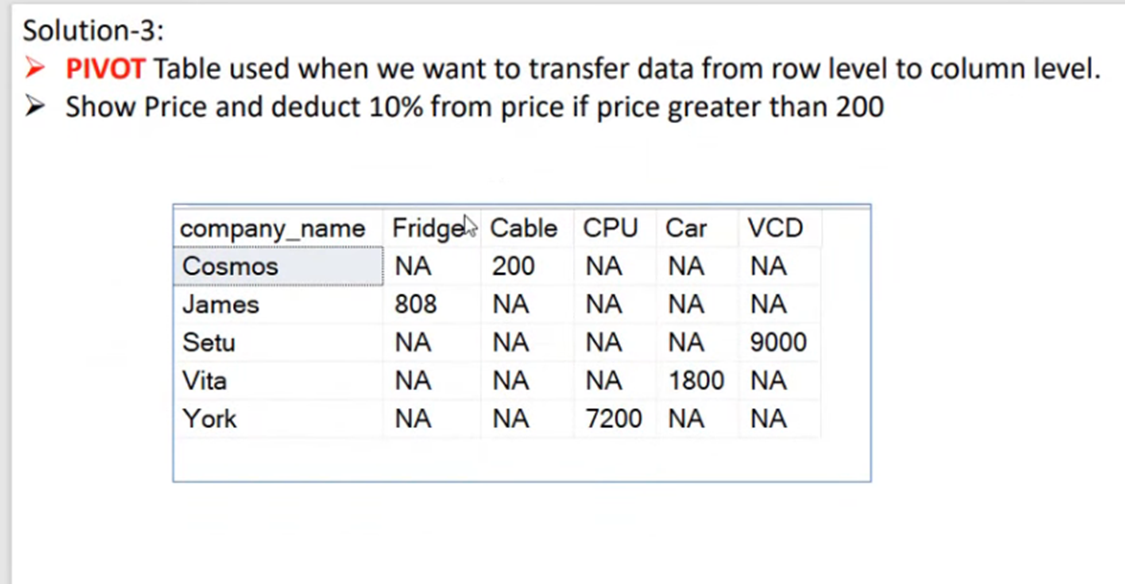 Solution-3:
➤ PIVOT Table used when we want to transfer data from row level to column level.
➤ Show Price and deduct 10% from price if price greater than 200
company_name Fridge Cable CPU Car VCD
Cosmos NA 200 NA NA NA
James 808 NA NA NA NA
Setu NA NA NA NA 9000
Vita NA NA NA 1800 NA
York NA NA 7200 NA NA